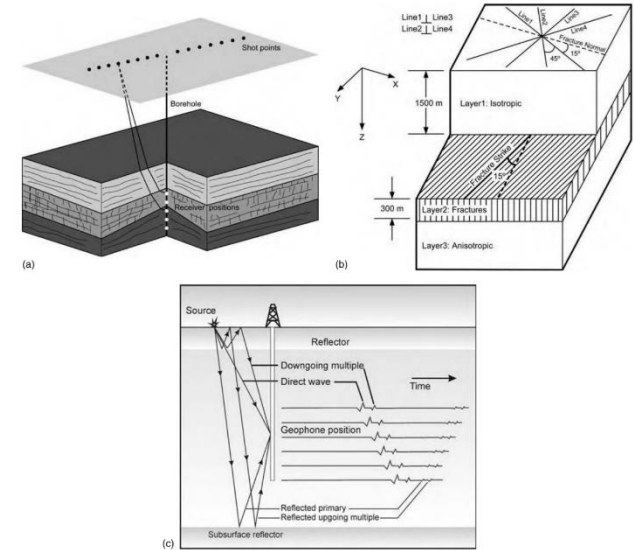 (a)
Shot points
Borehole
Receiver positions
(b)
Line1 ⊥ Line3
Line2 ⊥ Line4
Line1
Line2
Line3
Line4
Fracture Normal
15°
45°
X
Y
Z
1500 m
Layer1: Isotropic
Fracture Strike
15°
300 m
Layer2: Fractures
Layer3: Anisotropic
(c)
Source
Reflector
Downgoing multiple
Direct wave
Time
Geophone position
Reflected primary
Reflected upgoing multiple
Subsurface reflector